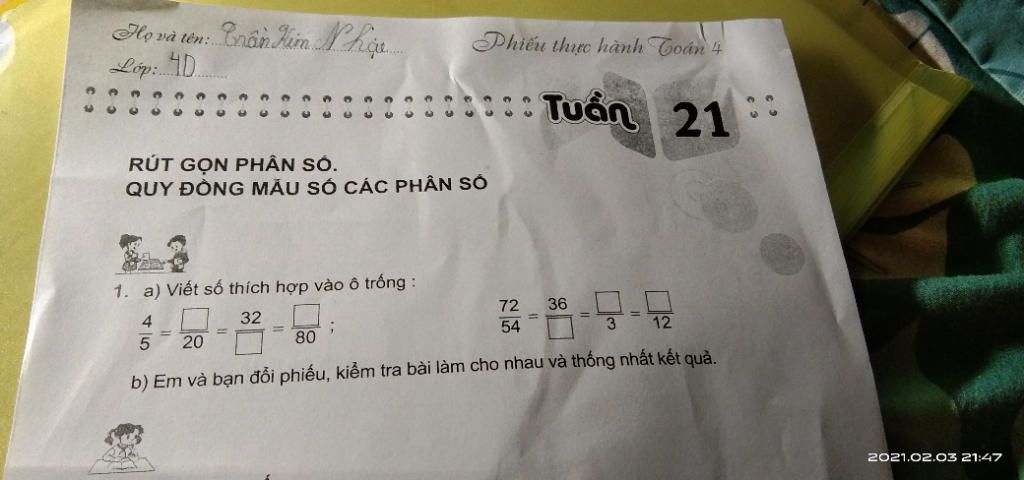 Họ và tên: Trần Kim Nhậ
Phiếu thực hành Toán 4
Lớp: 4D
Tuần 21
RÚT GỌN PHÂN SỐ.
QUY ĐỒNG MẪU SỐ CÁC PHÂN SỐ
1. a) Viết số thích hợp vào ô trống :
4/5 = □/20 = 32/□ = □/80 ; 72/54 = 36/□ = □/3 = □/12
b) Em và bạn đổi phiếu, kiểm tra bài làm cho nhau và thống nhất kết quả.
2021.02.03 21:47